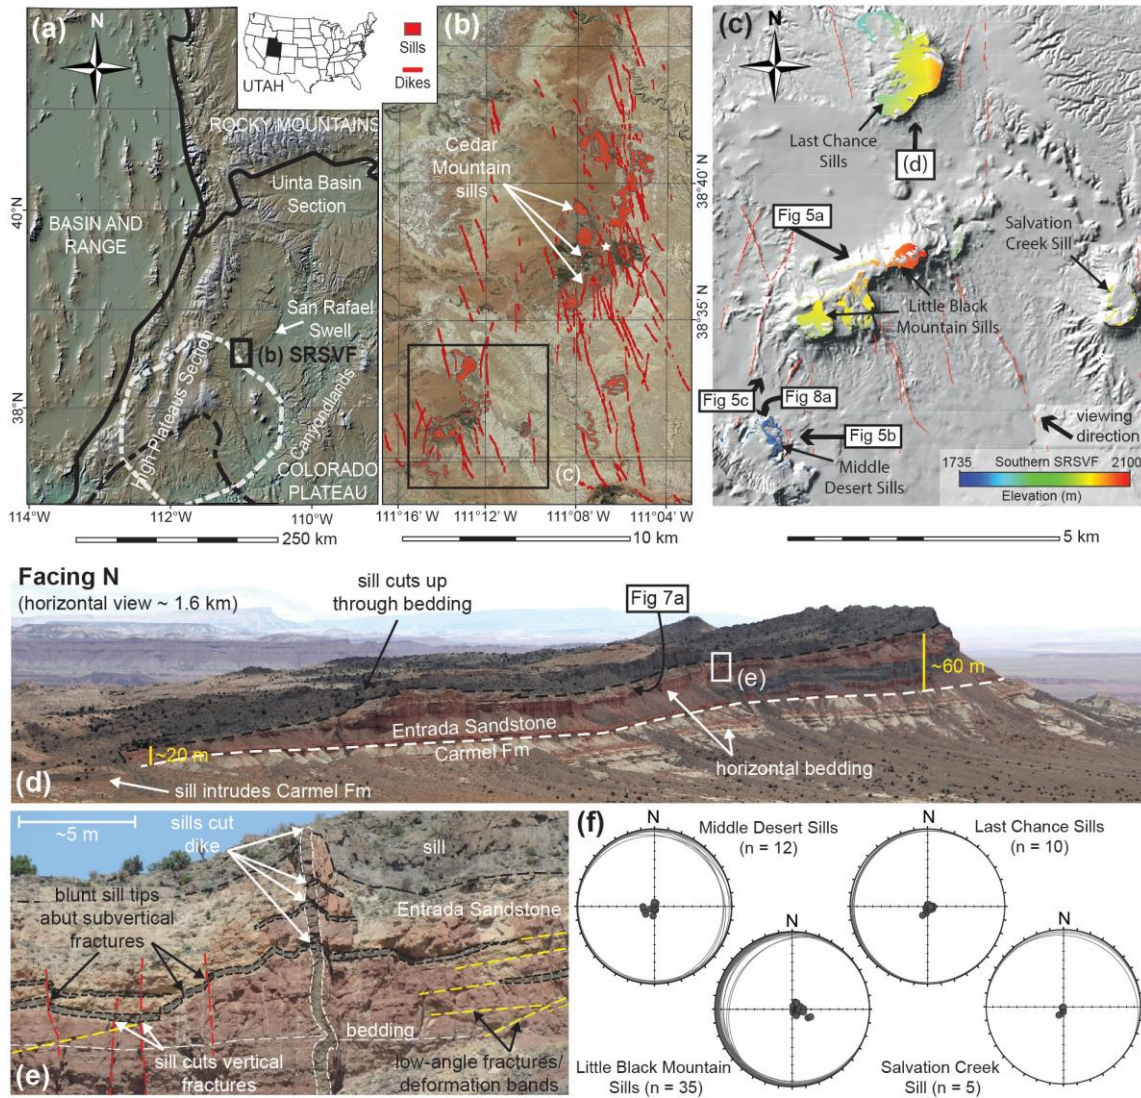 (a)
N
UTAH
ROCKY MOUNTAINS
Uinta Basin
Section
BASIN AND
RANGE
San Rafael
Swell
(b) SRSVF
High Plateaus Section
Canyondlands
COLORADO
PLATEAU
40°N
38°N
114°W
112°W
110°W
250 km
Sills
Dikes
(b)
Cedar
Mountain
sills
(c)
38°40' N
38°35' N
111°16' W
111°12' W
111°08' W
111°04' W
10 km
(c)
N
Last Chance
Sills
(d)
Fig 5a
Salvation
Creek Sill
Little Black
Mountain Sills
Fig 5c
Fig 8a
Fig 5b
Middle
Desert Sills
viewing
direction
1735
Southern SRSVF
2100
Elevation (m)
5 km
Facing N
(horizontal view ~ 1.6 km)
sill cuts up
through bedding
Fig 7a
(e)
~60 m
Entrada Sandstone
Carmel Fm
~20 m
horizontal bedding
(d)
sill intrudes Carmel Fm
~5 m
sills cut
dike
sill
blunt sill tips
abut subvertical
fractures
Entrada Sandstone
bedding
sill cuts vertical
fractures
low-angle fractures/
deformation bands
(e)
(f)
N
Middle Desert Sills
(n = 12)
N
Last Chance Sills
(n = 10)
N
Little Black Mountain
Sills (n = 35)
N
Salvation Creek
Sill (n = 5)